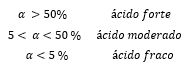 α > 50%    ácido forte
5 < α < 50 %    ácido moderado
α < 5 %    ácido fraco